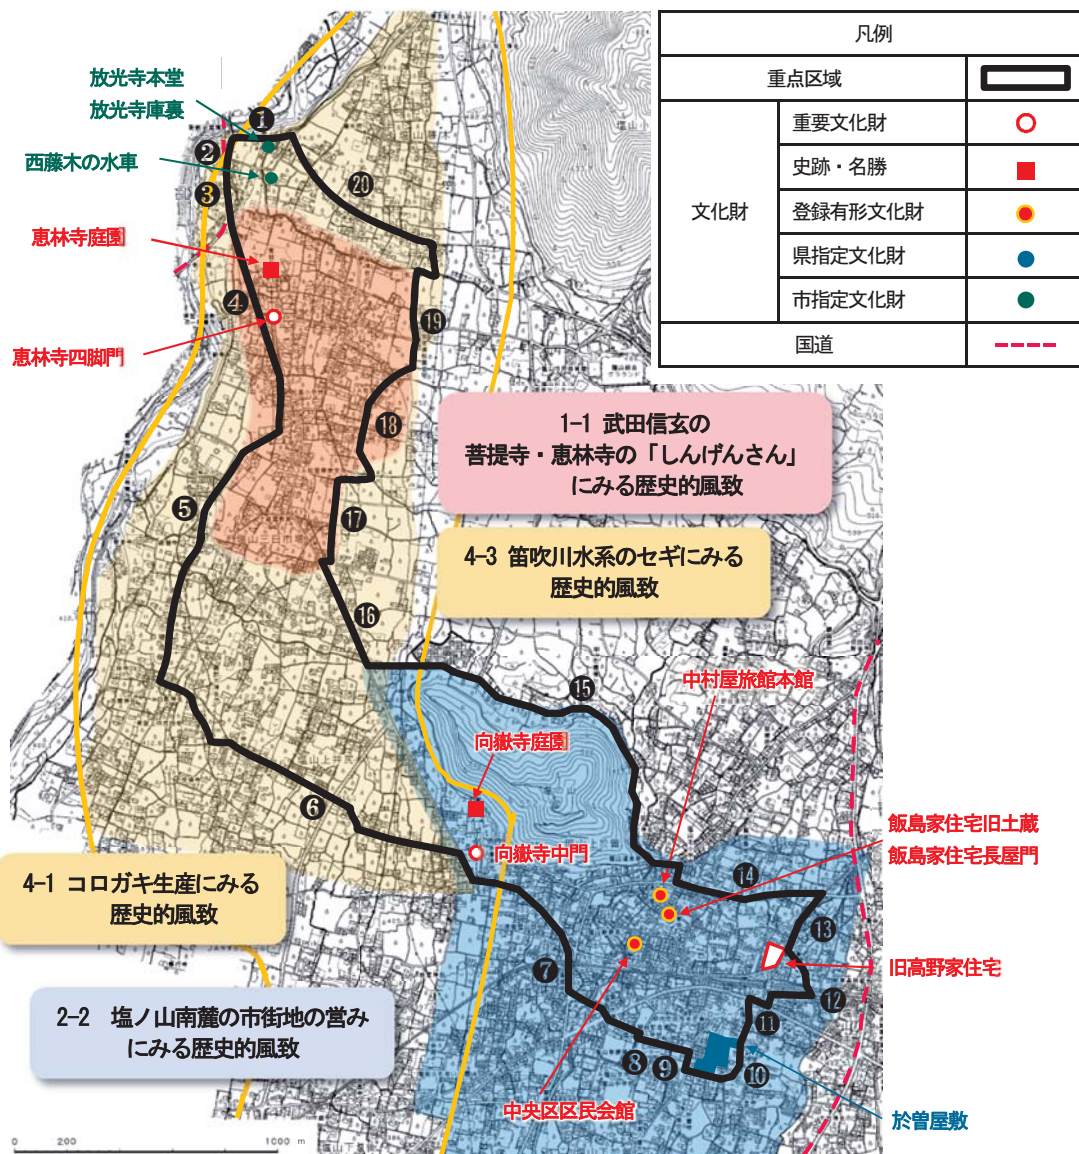 凡例
重点区域
文化財
重要文化財
史跡・名勝
登録有形文化財
県指定文化財
市指定文化財
国道
放光寺本堂
放光寺庫裏
西藤木の水車
恵林寺庭園
恵林寺四脚門
❶
❷
❸
❹
❺
❻
❼
❽
❾
❿
⓫
⓬
⓭
⓮
⓯
⓰
⓱
⓲
⓳
⓴
1-1 武田信玄の
菩提寺・恵林寺の「しんげんさん」
にみる歴史的風致
4-3 笛吹川水系のセギにみる
歴史的風致
中村屋旅館本館
向嶽寺庭園
向嶽寺中門
飯島家住宅旧土蔵
飯島家住宅長屋門
4-1 コロガキ生産にみる
歴史的風致
旧高野家住宅
2-2 塩ノ山南麓の市街地の営み
にみる歴史的風致
中央区区民会館
於曽屋敷
0 200 1000 m